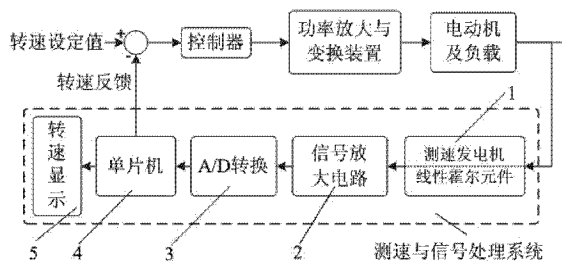 转速设定值
+
-
控制器
功率放大与
变换装置
电动机
及负载
转速反馈
1
转速显示
单片机
A/D转换
信号放
大电路
测速发电机
线性霍尔元件
5
4
3
2
测速与信号处理系统